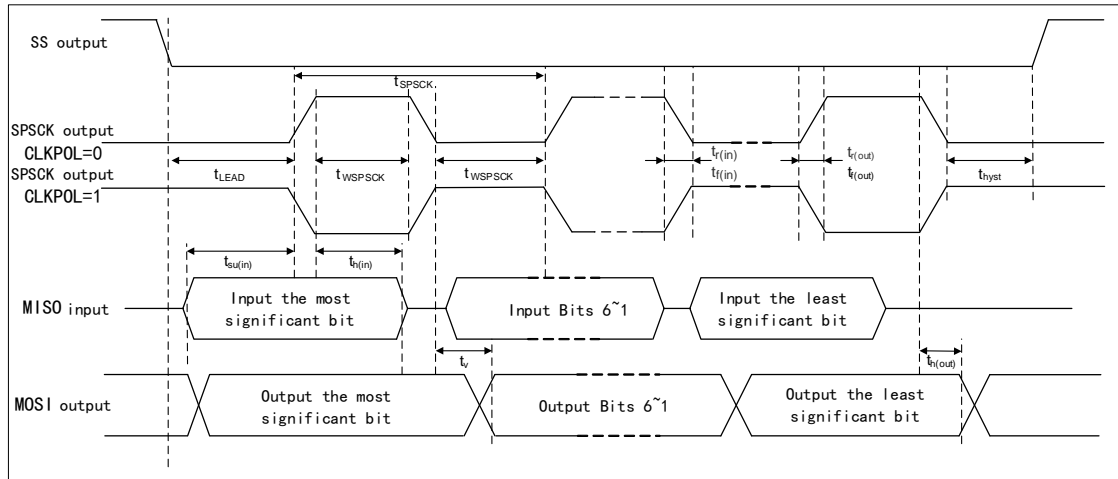 SS output
tSPSCK
SPSCK output
CLKPOL=0
tr(in)
tr(out)
tLEAD
tWSPSCK
tWSPSCK
tf(in)
tf(out)
thyst
SPSCK output
CLKPOL=1
tsu(in)
th(in)
MISO input
Input the most
significant bit
Input Bits 6~1
Input the least
significant bit
tv
th(out)
MOSI output
Output the most
significant bit
Output Bits 6~1
Output the least
significant bit